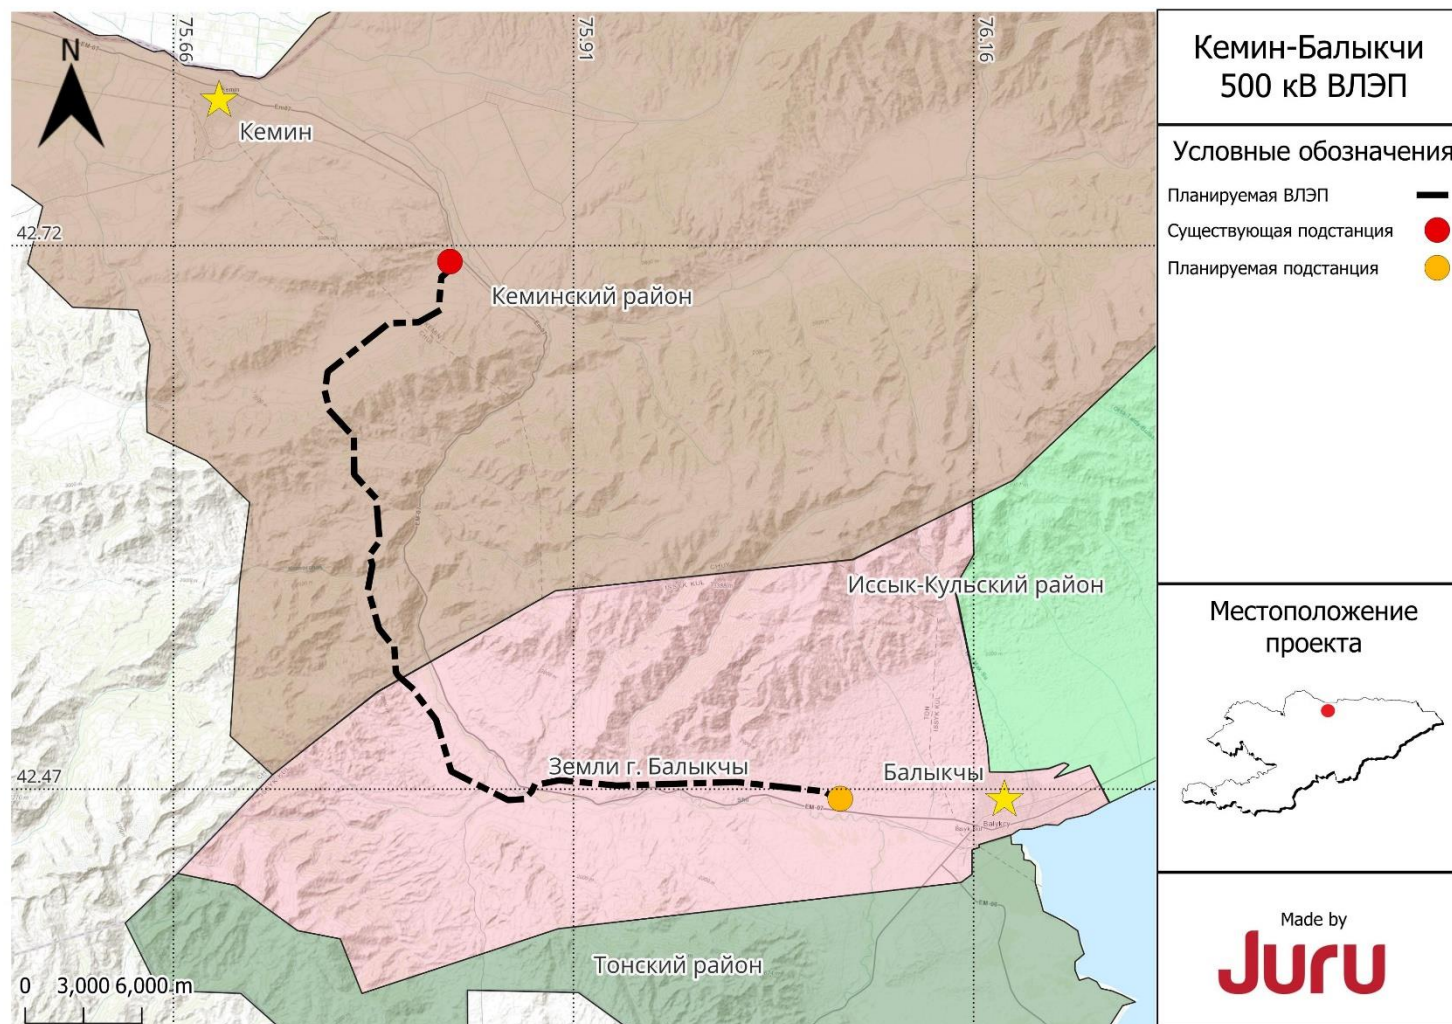 75.66
75.91
76.16
N
Кемин
42.72
Кеминский район
Иссык-Кульский район
42.47
Земли г. Балыкчы
Балыкчы
Тонский район
0 3,000 6,000 m
Кемин-Балыкчи
500 кВ ВЛЭП
Условные обозначения
Планируемая ВЛЭП
Существующая подстанция
Планируемая подстанция
Местоположение
проекта
Made by
Juru